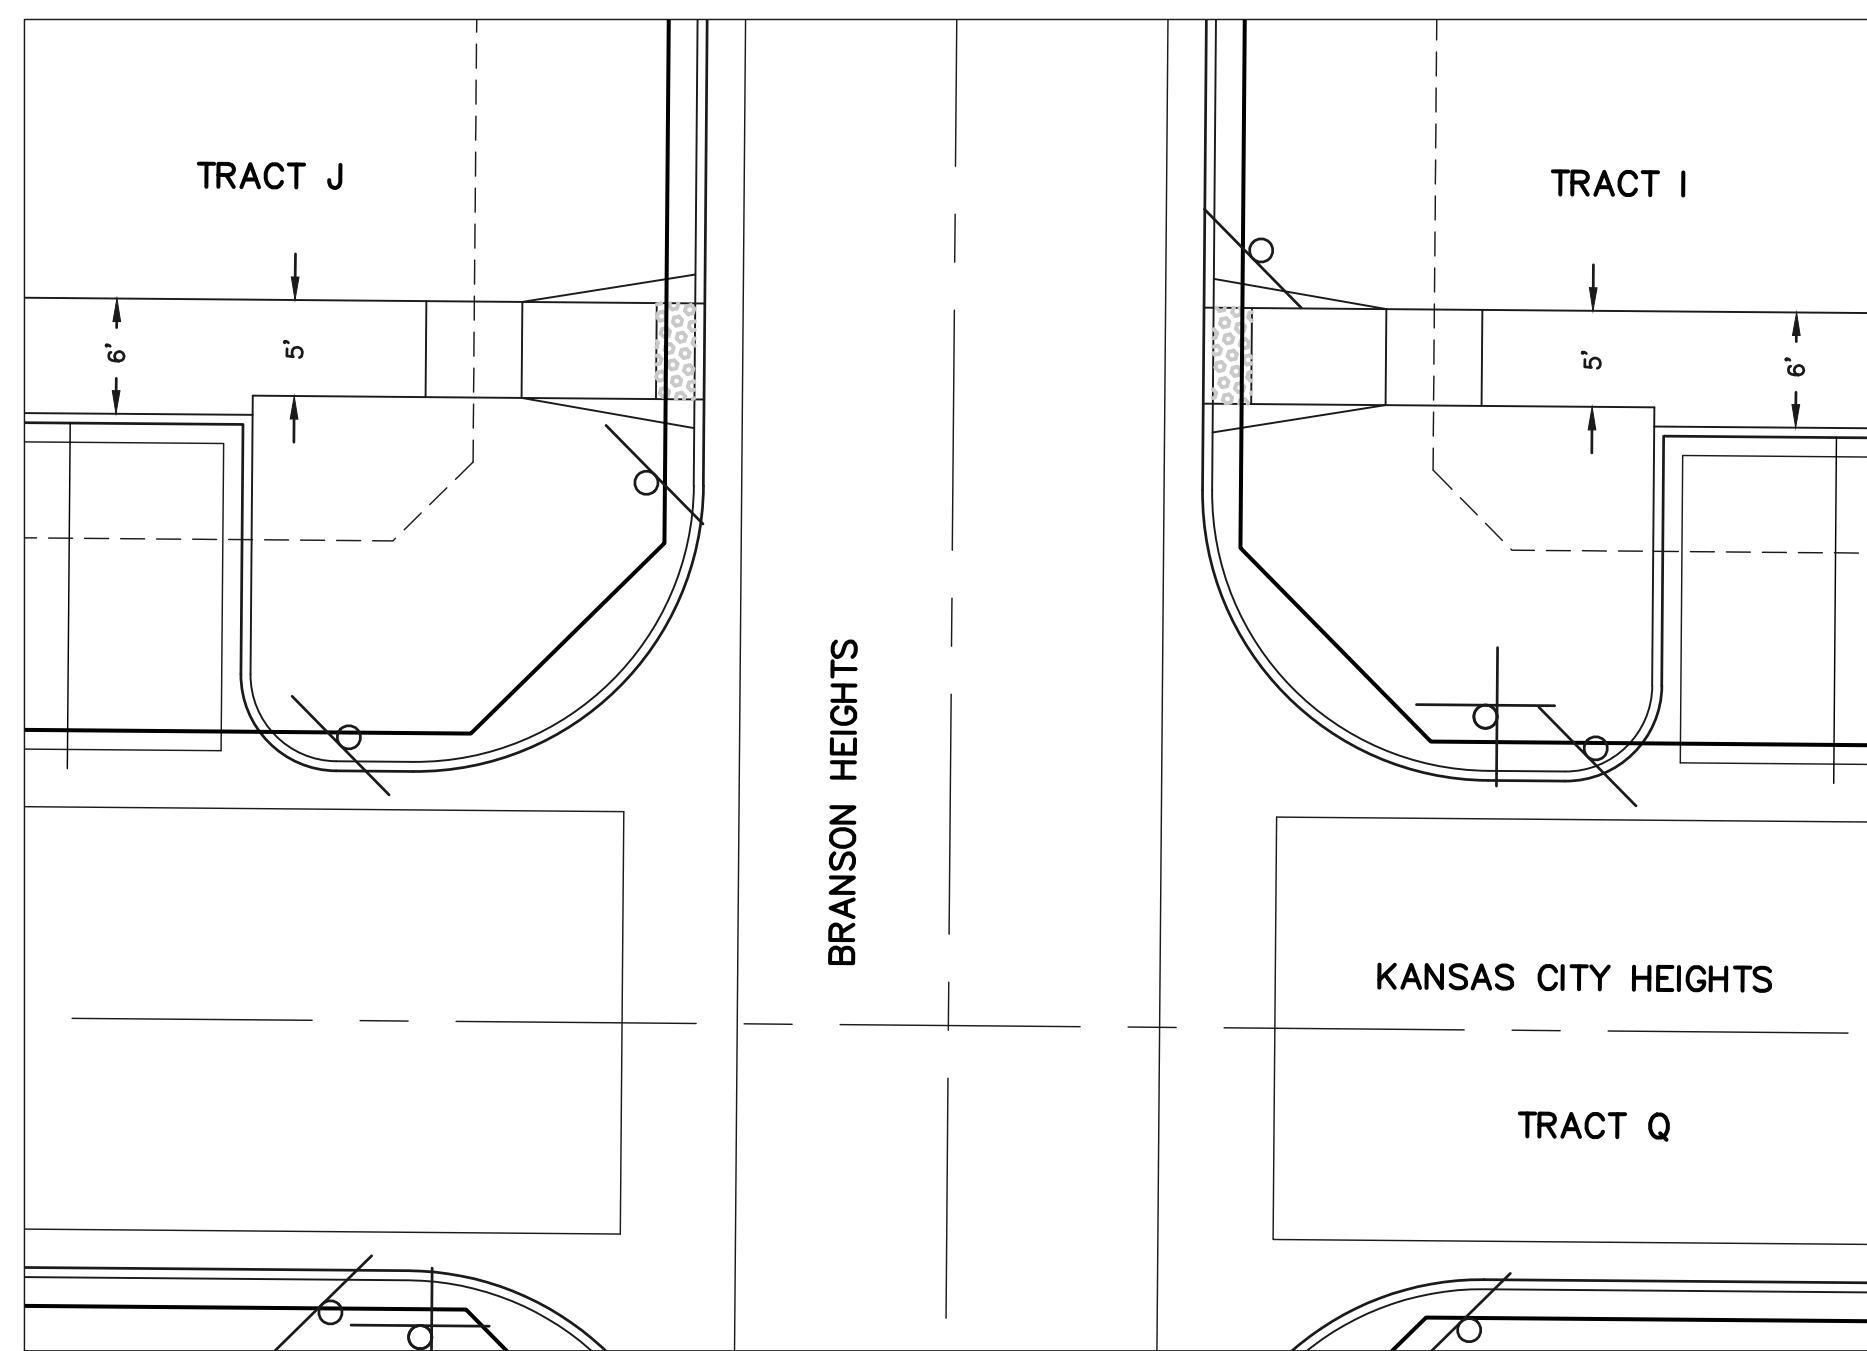 TRACT J
TRACT I
6'
5'
5'
6'
BRANSON HEIGHTS
KANSAS CITY HEIGHTS
TRACT Q